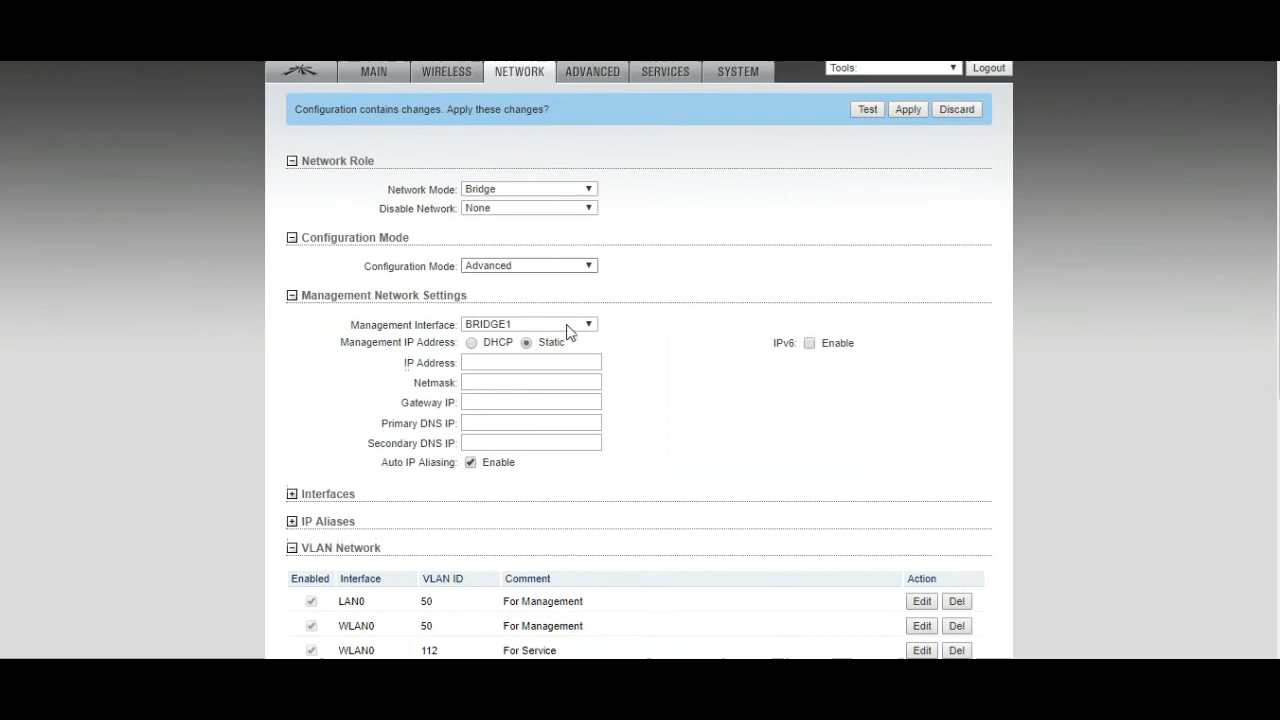 MAIN WIRELESS NETWORK ADVANCED SERVICES SYSTEM Tools: Logout
Configuration contains changes. Apply these changes? Test Apply Discard
Network Role
Network Mode: Bridge
Disable Network: None
Configuration Mode
Configuration Mode: Advanced
Management Network Settings
Management Interface: BRIDGE1
Management IP Address: DHCP Static IPv6: Enable
IP Address:
Netmask:
Gateway IP:
Primary DNS IP:
Secondary DNS IP:
Auto IP Aliasing: Enable
Interfaces
IP Aliases
VLAN Network
Enabled Interface VLAN ID Comment Action
LAN0 50 For Management Edit Del
WLAN0 50 For Management Edit Del
WLAN0 112 For Service Edit Del